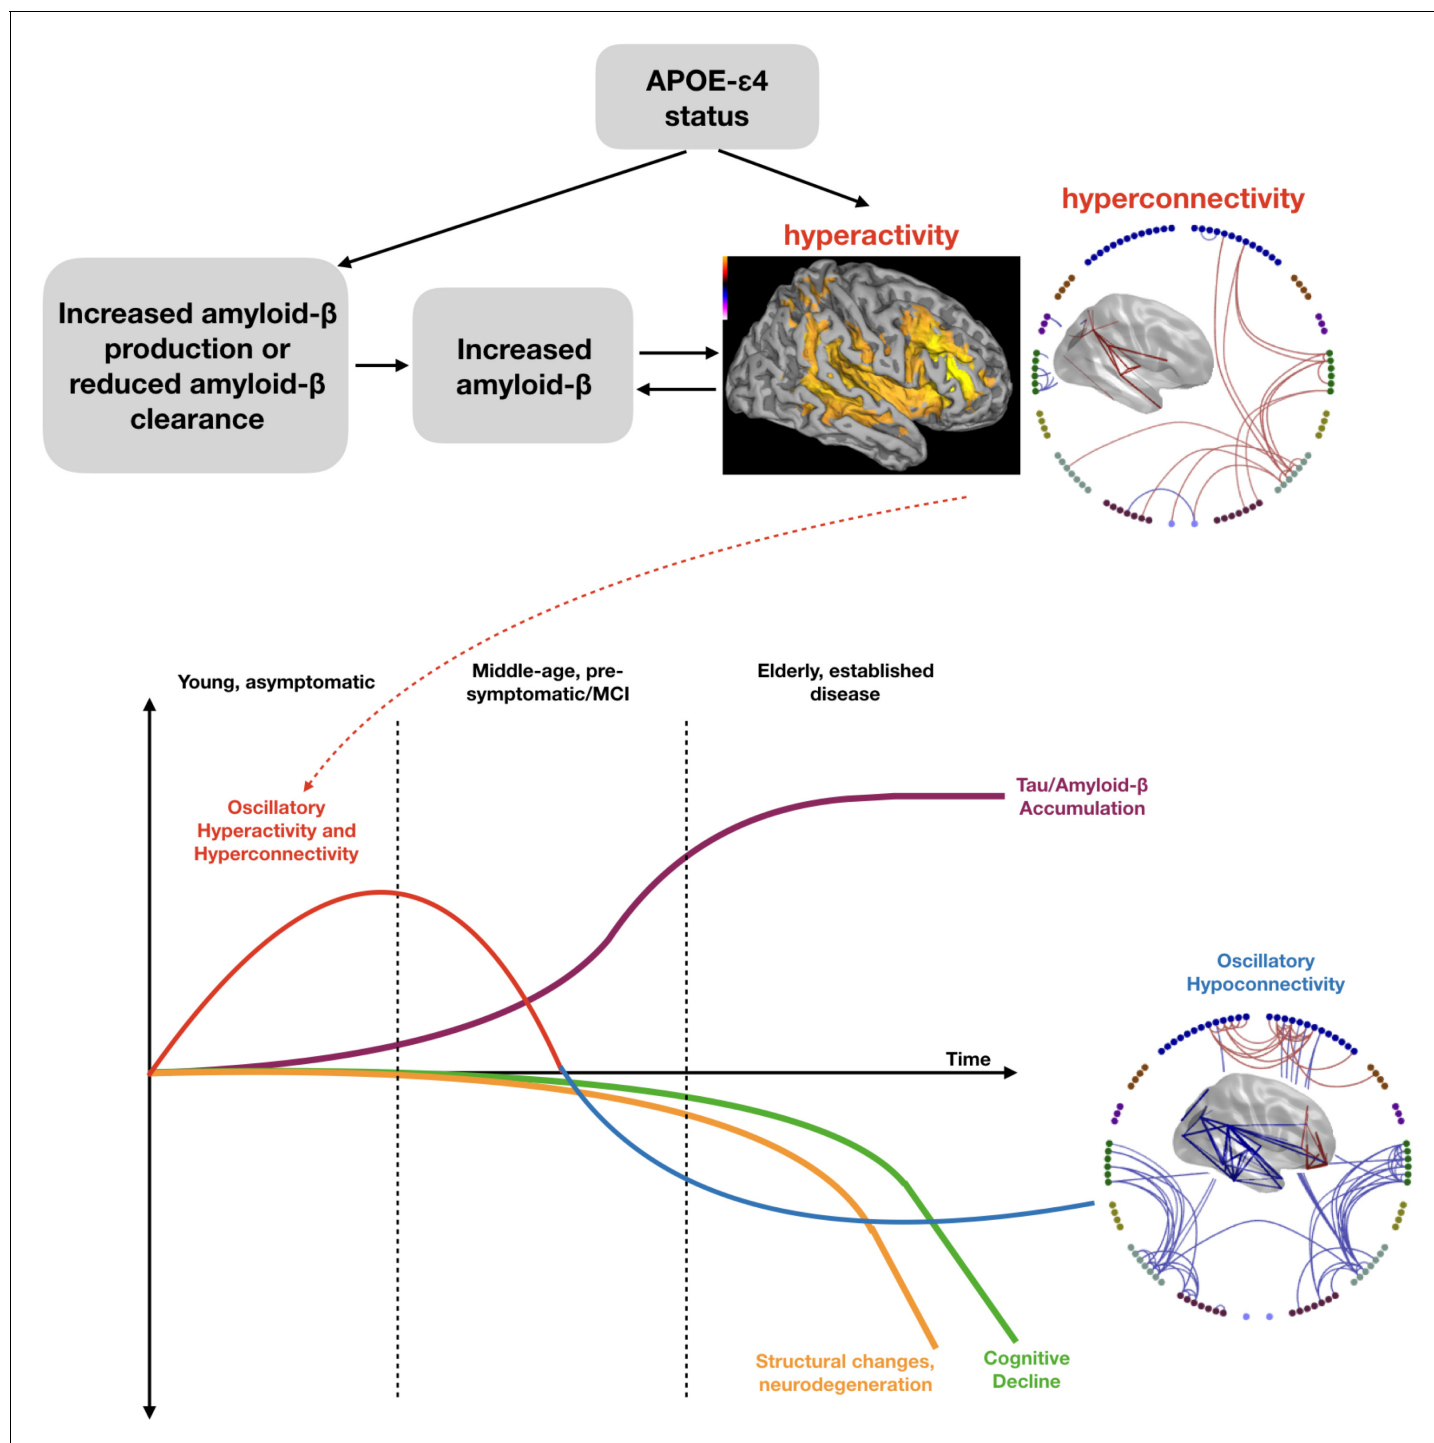 APOE-ε4
status
hyperconnectivity
hyperactivity
Increased amyloid-β
production or
reduced amyloid-β
clearance
Increased
amyloid-β
Young, asymptomatic
Middle-age, pre-
symptomatic/MCI
Elderly, established
disease
Oscillatory
Hyperactivity and
Hyperconnectivity
Tau/Amyloid-β
Accumulation
Oscillatory
Hypoconnectivity
Time
Structural changes,
neurodegeneration
Cognitive
Decline